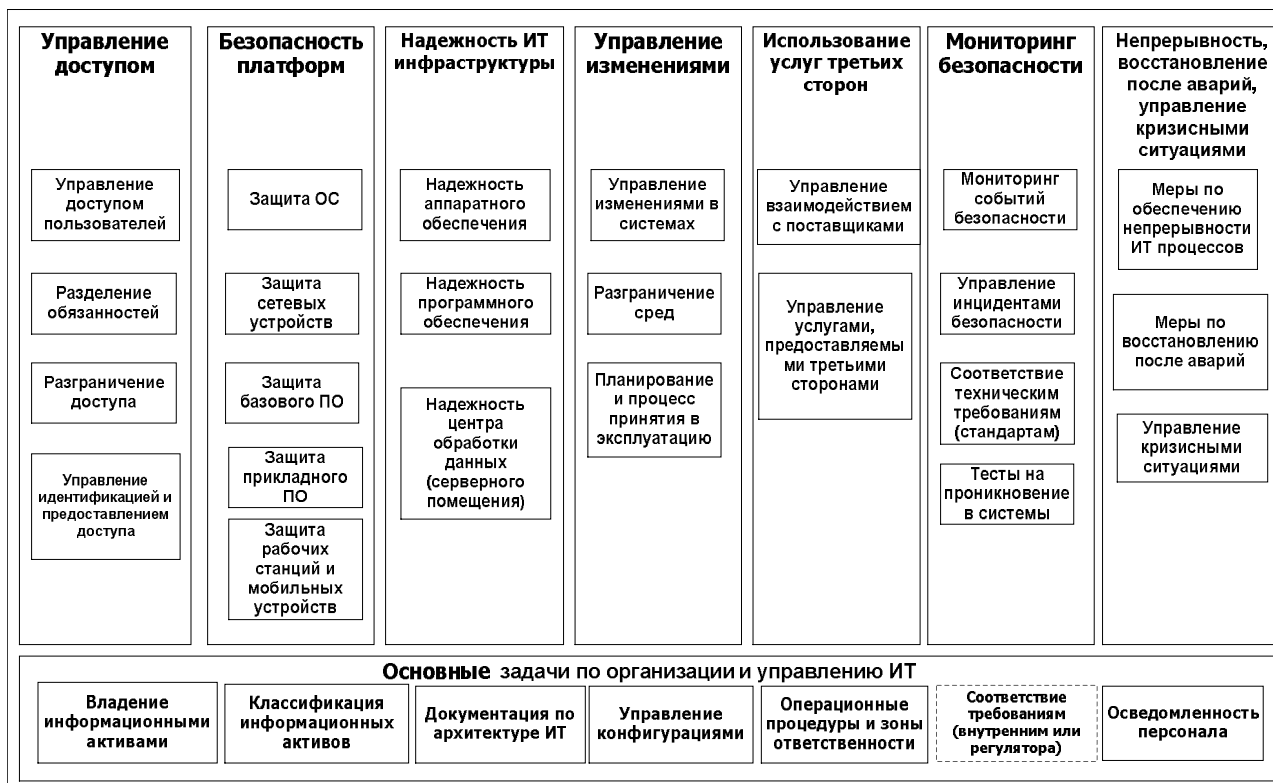 Управление
доступом
Управление
доступом
пользователей
Разделение
обязанностей
Разграничение
доступа
Управление
идентификацией и
предоставлением
доступа
Безопасность
платформ
Защита ОС
Защита
сетевых
устройств
Защита
базового ПО
Защита
прикладного
ПО
Защита
рабочих
станций и
мобильных
устройств
Надежность ИТ
инфраструктуры
Надежность
аппаратного
обеспечения
Надежность
программного
обеспечения
Надежность
центра
обработки
данных
(серверного
помещения)
Управление
изменениями
Управление
изменениями в
системах
Разграничение
сред
Планирование
и процесс
принятия в
эксплуатацию
Использование
услуг третьих
сторон
Управление
взаимодействием
с поставщиками
Управление
услугами,
предоставляемы
ми третьими
сторонами
Мониторинг
безопасности
Мониторинг
событий
безопасности
Управление
инцидентами
безопасности
Соответствие
техническим
требованиям
(стандартам)
Тесты на
проникновение
в системы
Непрерывность,
восстановление
после аварий,
управление
кризисными
ситуациями
Меры по
обеспечению
непрерывности
ИТ процессов
Меры по
восстановлению
после аварий
Управление
кризисными
ситуациями
Основные задачи по организации и управлению ИТ
Владение
информационными
активами
Классификация
информационных
активов
Документация по
архитектуре ИТ
Управление
конфигурациями
Операционные
процедуры и зоны
ответственности
Соответствие
требованиям
(внутренним или
регулятора)
Осведомленность
персонала